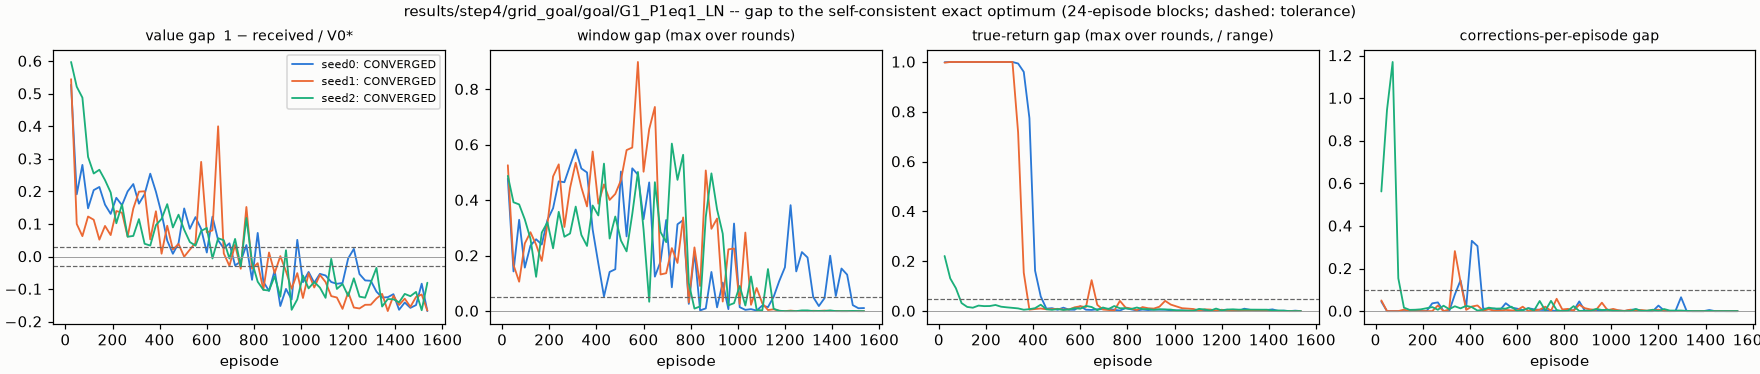 results/step4/grid_goal/goal/G1_P1eq1_LN -- gap to the self-consistent exact optimum (24-episode blocks; dashed: tolerance)
value gap 1 − received / V0*
window gap (max over rounds)
true-return gap (max over rounds, / range)
corrections-per-episode gap
seed0: CONVERGED
seed1: CONVERGED
seed2: CONVERGED
0.6
0.5
0.4
0.3
0.2
0.1
0.0
−0.1
−0.2
0 200 400 600 800 1000 1200 1400 1600
episode
0.8
0.6
0.4
0.2
0.0
0 200 400 600 800 1000 1200 1400 1600
episode
1.0
0.8
0.6
0.4
0.2
0.0
0 200 400 600 800 1000 1200 1400 1600
episode
1.2
1.0
0.8
0.6
0.4
0.2
0.0
0 200 400 600 800 1000 1200 1400 160
episode